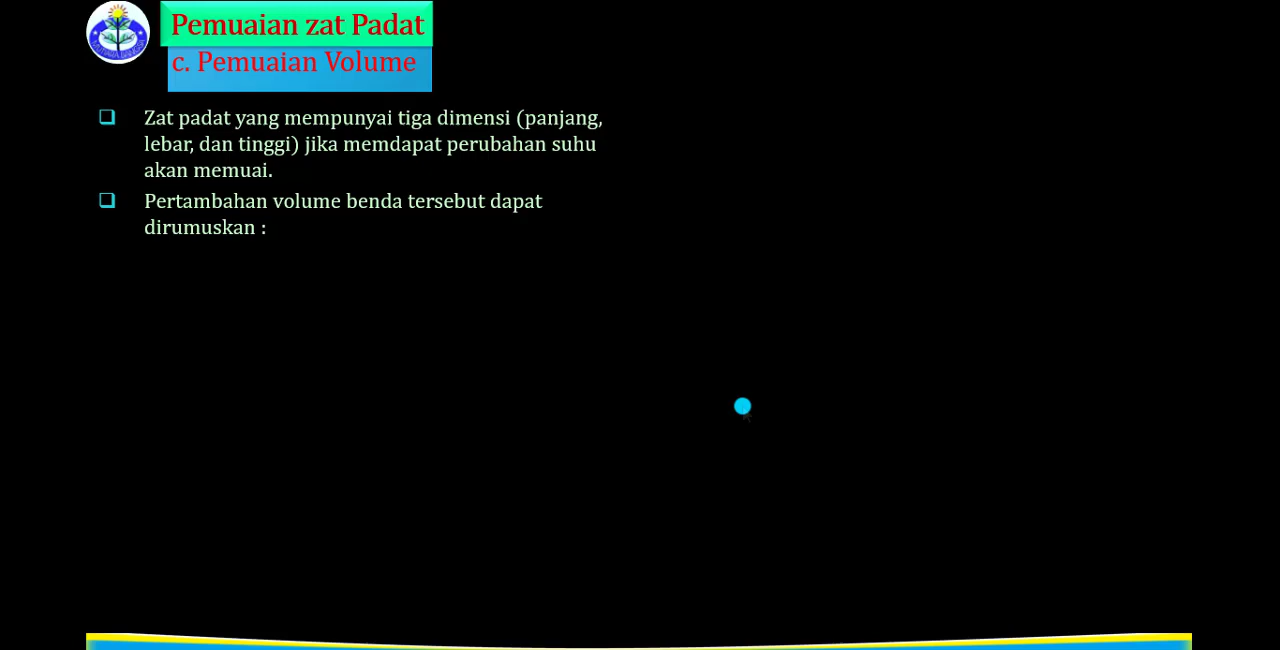 Pemuaian zat Padat
c. Pemuaian Volume
Zat padat yang mempunyai tiga dimensi (panjang,
lebar, dan tinggi) jika memdapat perubahan suhu
akan memuai.
Pertambahan volume benda tersebut dapat
dirumuskan :